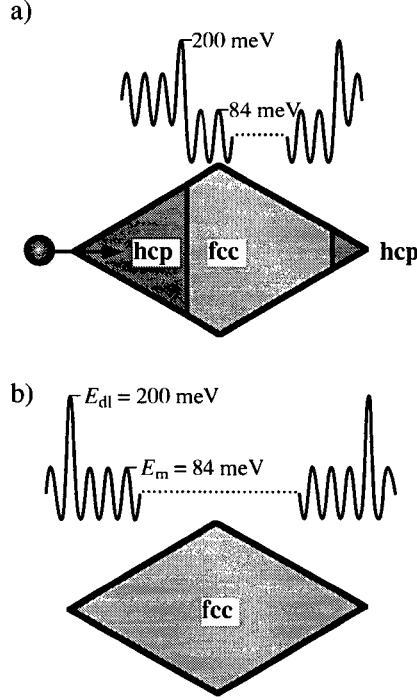 a)
200 meV
84 meV
hcp
fcc
hcp
b)
E_dl = 200 meV
E_m = 84 meV
fcc